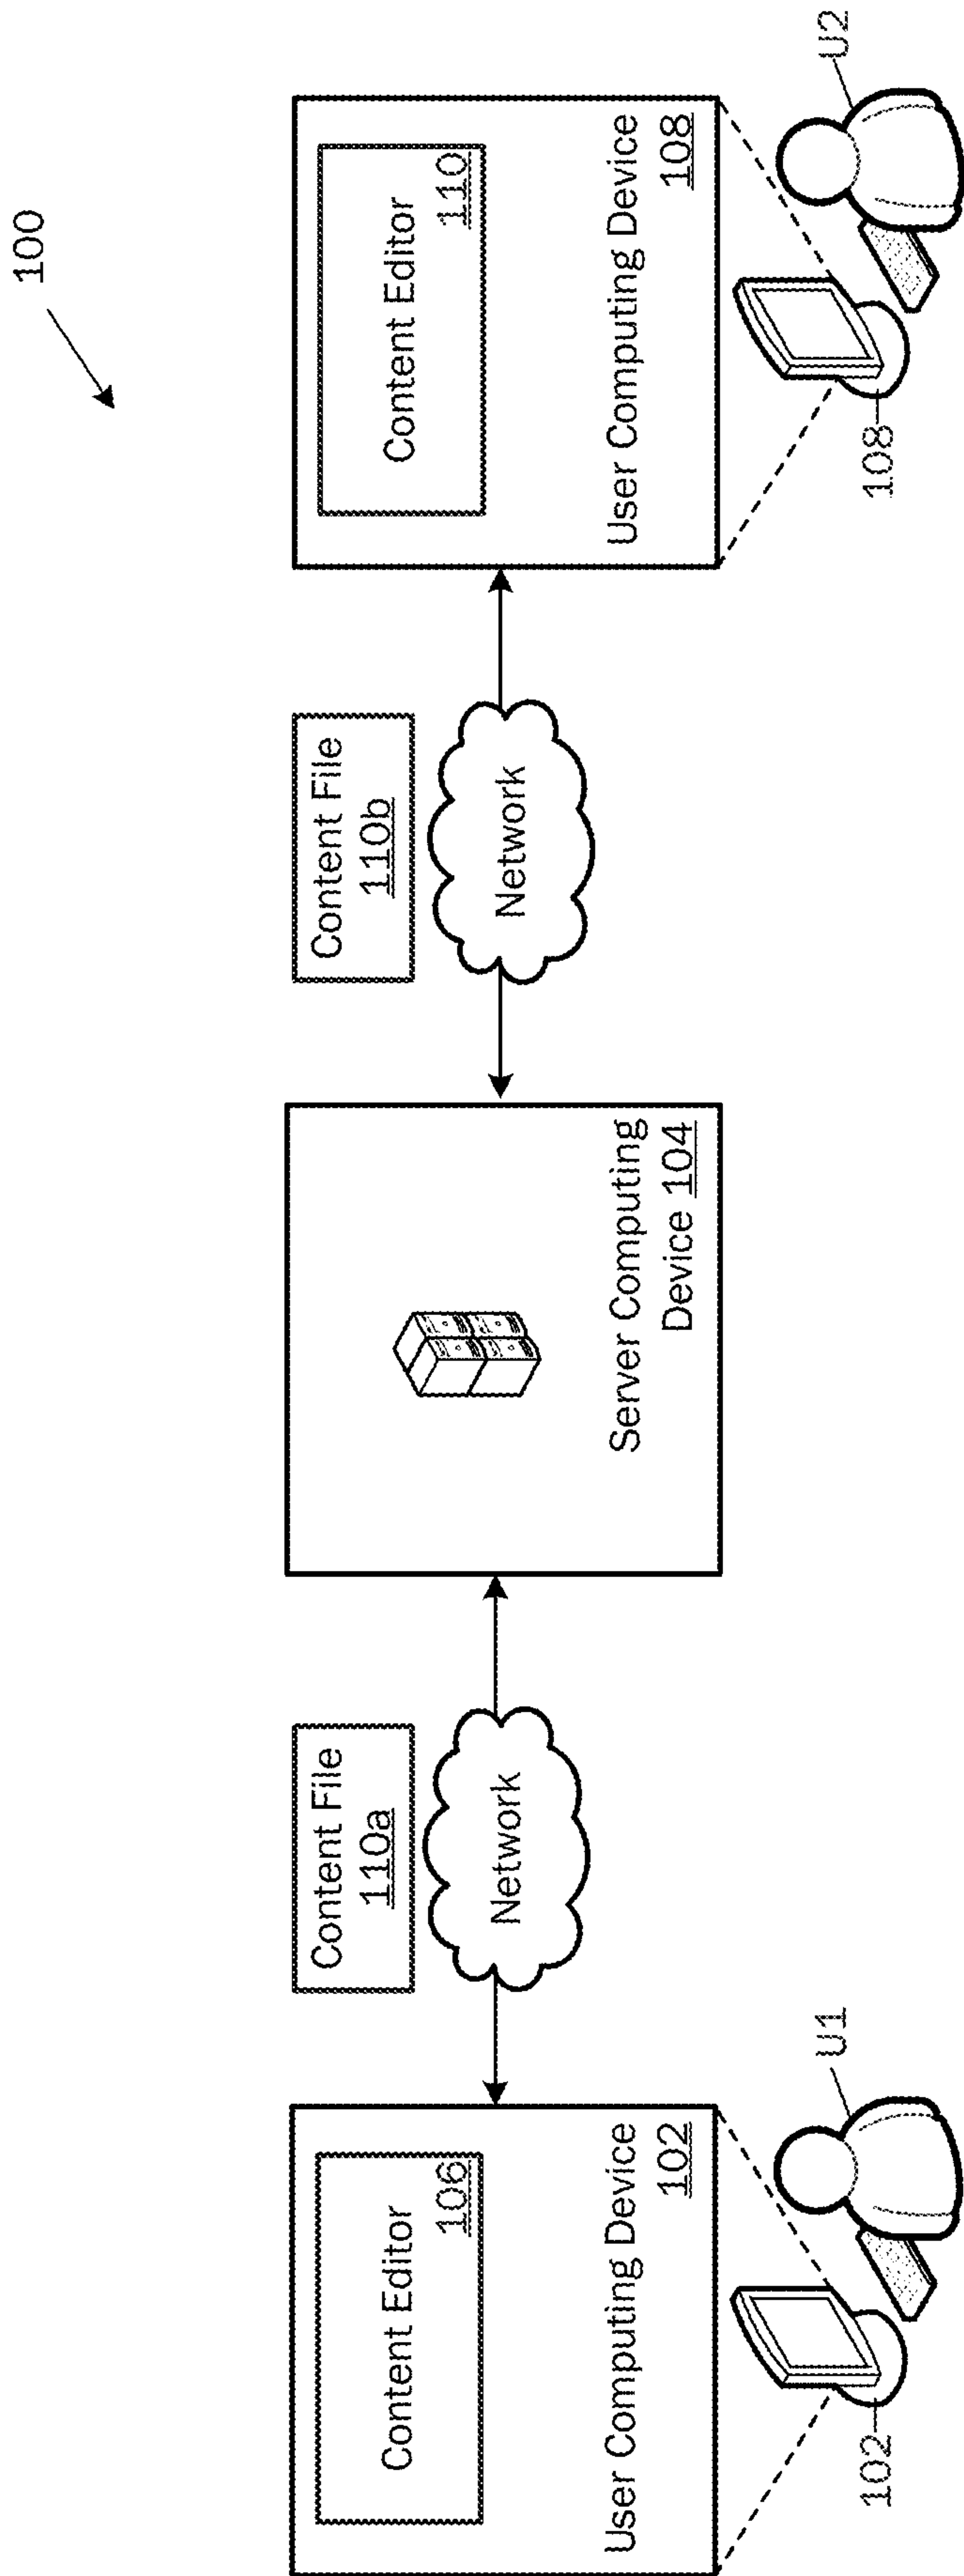 100
Content Editor
106
User Computing Device
102
102
U1
Content File
110a
Network
Server Computing
Device 104
Content File
110b
Network
Content Editor
110
User Computing Device
108
108
U2